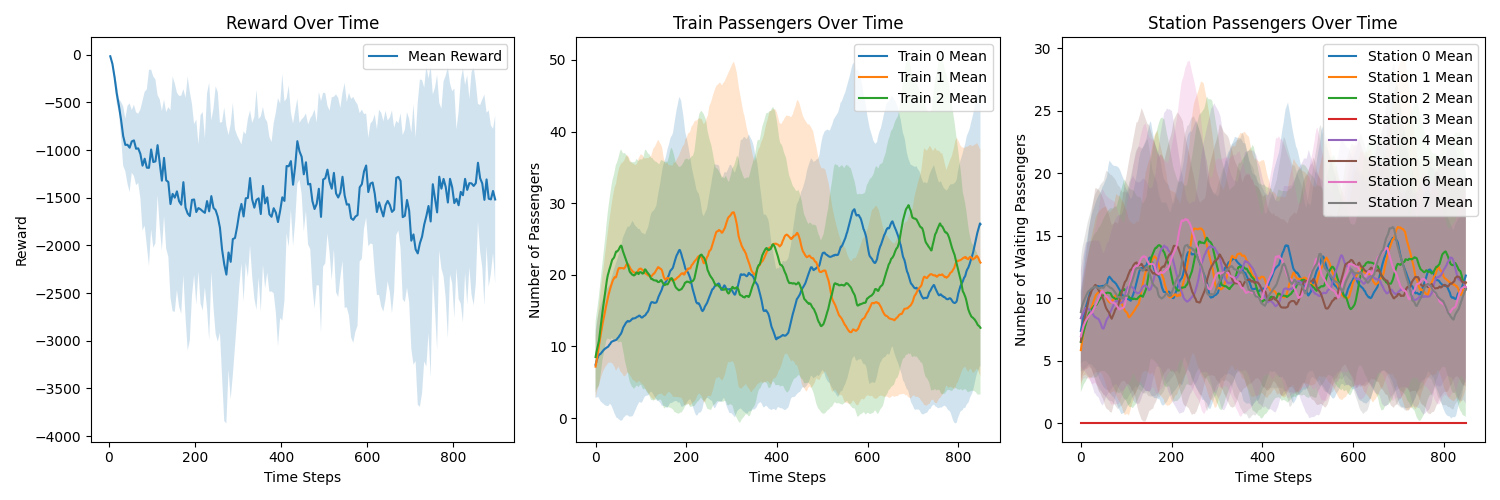 Reward Over Time
Mean Reward
0
−500
−1000
−1500
−2000
−2500
−3000
−3500
−4000
Reward
0
200
400
600
800
Time Steps
Train Passengers Over Time
Train 0 Mean
Train 1 Mean
Train 2 Mean
50
40
30
20
10
0
Number of Passengers
0
200
400
600
800
Time Steps
Station Passengers Over Time
Station 0 Mean
Station 1 Mean
Station 2 Mean
Station 3 Mean
Station 4 Mean
Station 5 Mean
Station 6 Mean
Station 7 Mean
30
25
20
15
10
5
0
Number of Waiting Passengers
0
200
400
600
800
Time Steps